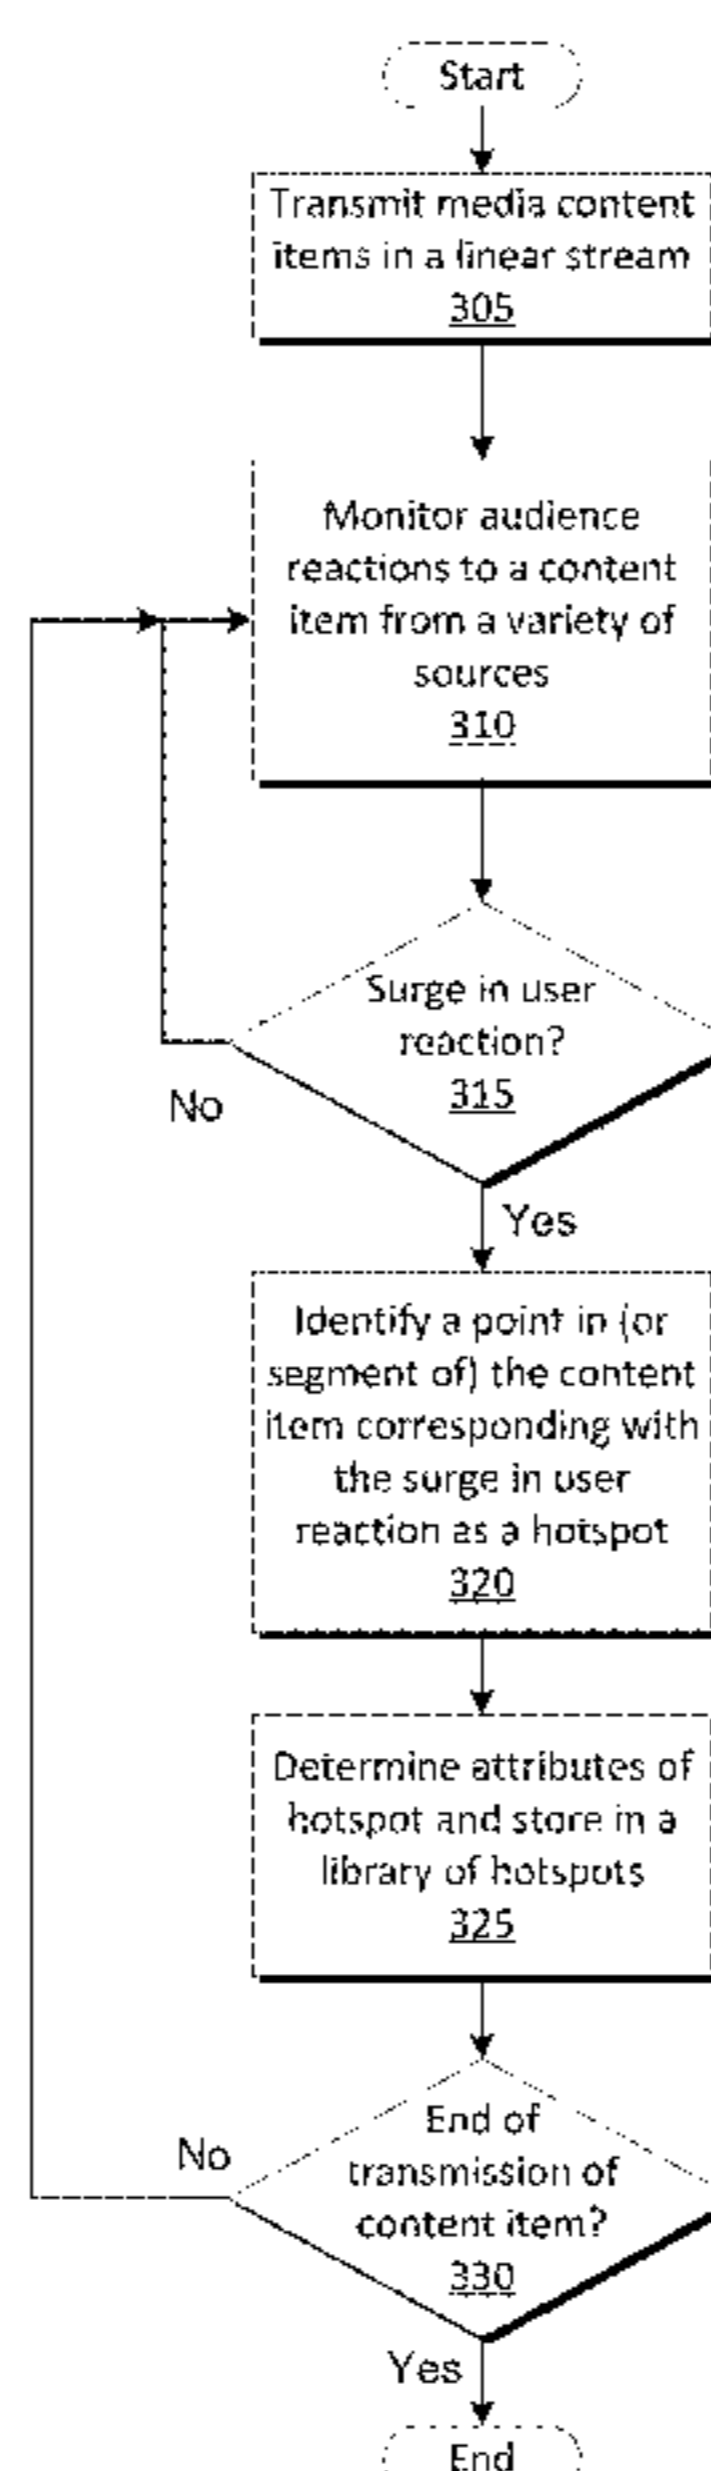 Start
Transmit media content
items in a linear stream
305
Monitor audience
reactions to a content
item from a variety of
sources
310
Surge in user
reaction?
315
No
Yes
Identify a point in (or
segment of) the content
item corresponding with
the surge in user
reaction as a hotspot
320
Determine attributes of
hotspot and store in a
library of hotspots
325
End of
transmission of
content item?
330
No
Yes
End